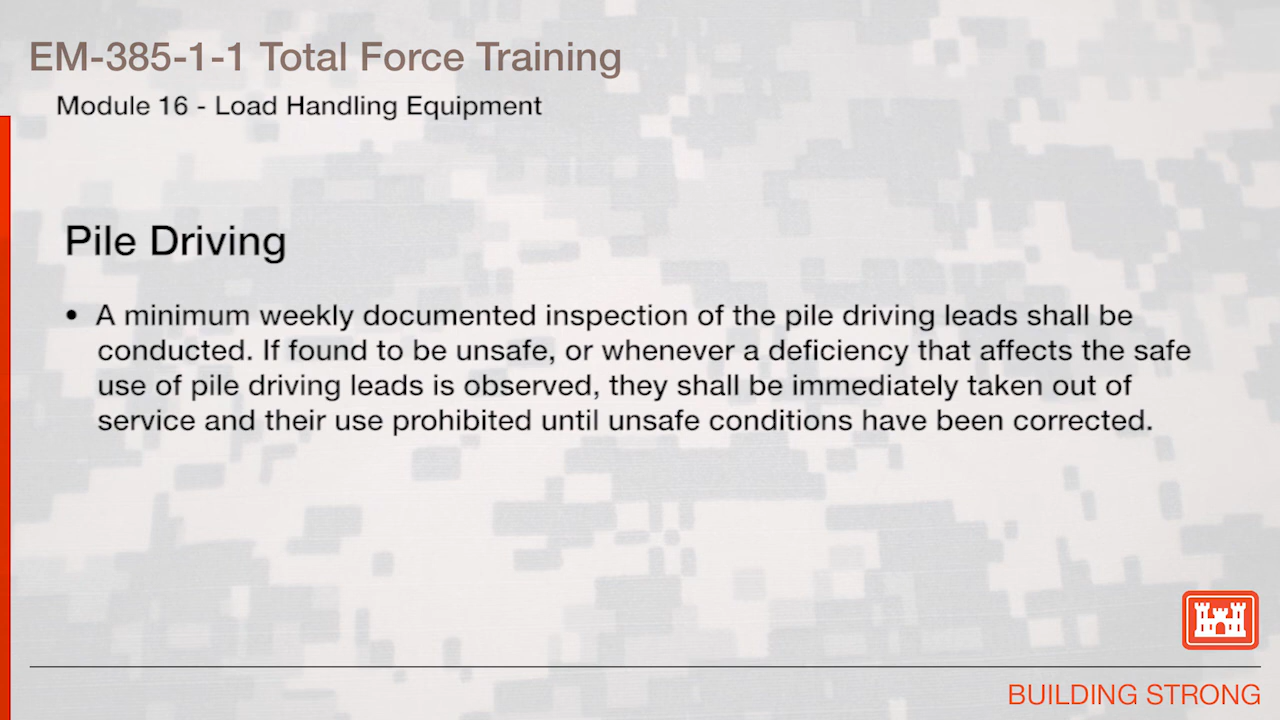 EM-385-1-1 Total Force Training
Module 16 - Load Handling Equipment
Pile Driving
• A minimum weekly documented inspection of the pile driving leads shall be
conducted. If found to be unsafe, or whenever a deficiency that affects the safe
use of pile driving leads is observed, they shall be immediately taken out of
service and their use prohibited until unsafe conditions have been corrected.
BUILDING STRONG